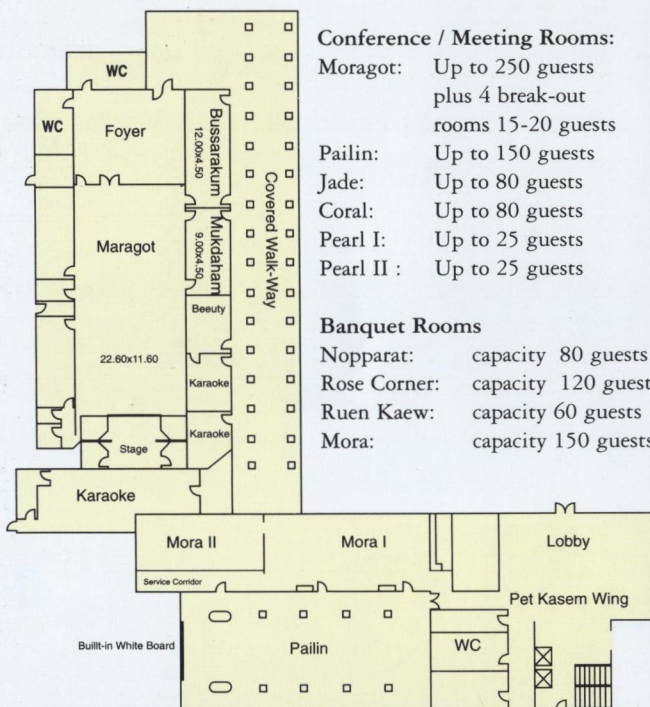 Conference / Meeting Rooms:
Moragot: Up to 250 guests
plus 4 break-out
rooms 15-20 guests
Pailin: Up to 150 guests
Jade: Up to 80 guests
Coral: Up to 80 guests
Pearl I: Up to 25 guests
Pearl II : Up to 25 guests
Banquet Rooms
Nopparat: capacity 80 guests
Rose Corner: capacity 120 guest
Ruen Kaew: capacity 60 guests
Mora: capacity 150 guests
WC
WC
Foyer
Bussarakum
12.00x4.50
Covered Walk-Way
Maragot
Mukdaham
9.00x4.50
Beeuty
22.60x11.60
Karaoke
Karaoke
Stage
Karaoke
Mora II
Mora I
Lobby
Service Corridor
Pet Kasem Wing
Buillt-in White Board
Pailin
WC